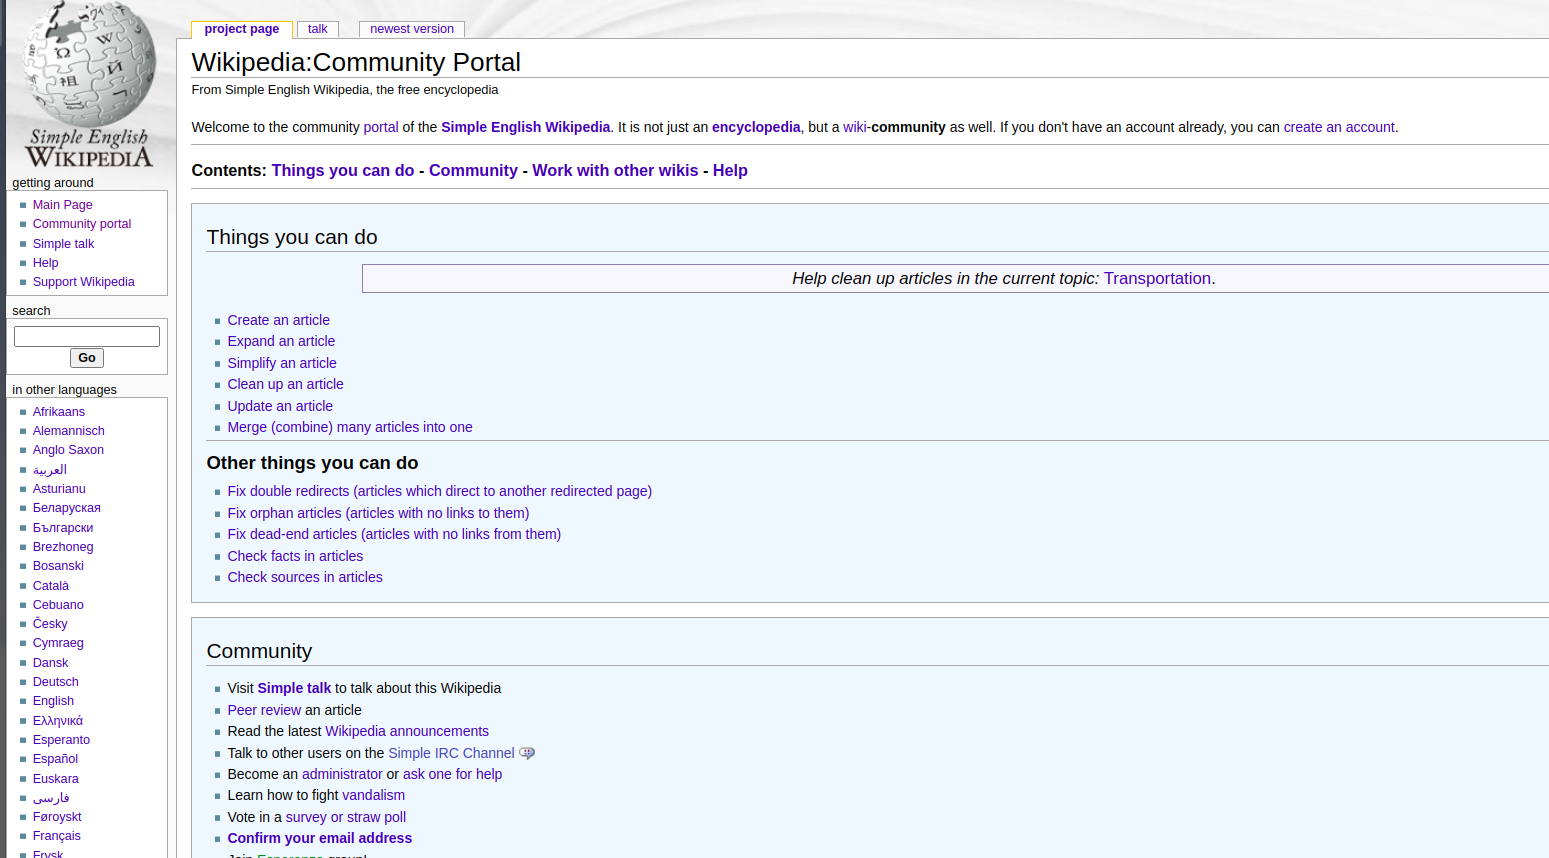 project page
talk
newest version
Wikipedia:Community Portal
From Simple English Wikipedia, the free encyclopedia
Welcome to the community portal of the Simple English Wikipedia. It is not just an encyclopedia, but a wiki-community as well. If you don't have an account already, you can create an account.
Contents: Things you can do - Community - Work with other wikis - Help
Things you can do
Help clean up articles in the current topic: Transportation.
Create an article
Expand an article
Simplify an article
Clean up an article
Update an article
Merge (combine) many articles into one
Other things you can do
Fix double redirects (articles which direct to another redirected page)
Fix orphan articles (articles with no links to them)
Fix dead-end articles (articles with no links from them)
Check facts in articles
Check sources in articles
Community
Visit Simple talk to talk about this Wikipedia
Peer review an article
Read the latest Wikipedia announcements
Talk to other users on the Simple IRC Channel
Become an administrator or ask one for help
Learn how to fight vandalism
Vote in a survey or straw poll
Confirm your email address
Simple English
WIKIPEDIA
getting around
Main Page
Community portal
Simple talk
Help
Support Wikipedia
search
Go
in other languages
Afrikaans
Alemannisch
Anglo Saxon
العربية
Asturianu
Беларуская
Български
Brezhoneg
Bosanski
Català
Cebuano
Česky
Cymraeg
Dansk
Deutsch
English
Ελληνικά
Esperanto
Español
Euskara
فارسی
Føroyskt
Français
Frysk